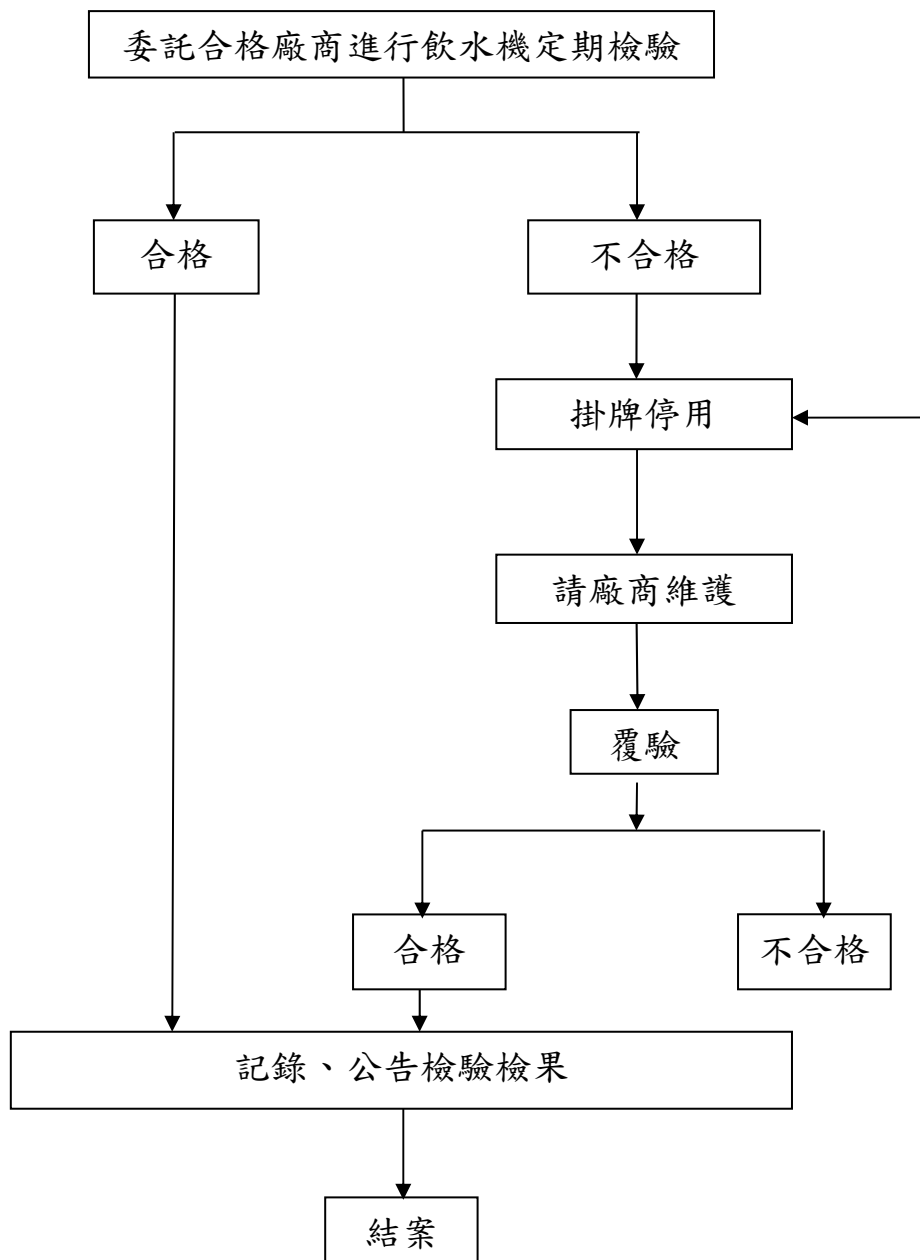 委託合格廠商進行飲水機定期檢驗
合格
不合格
掛牌停用
請廠商維護
覆驗
合格
不合格
記錄、公告檢驗檢果
結案